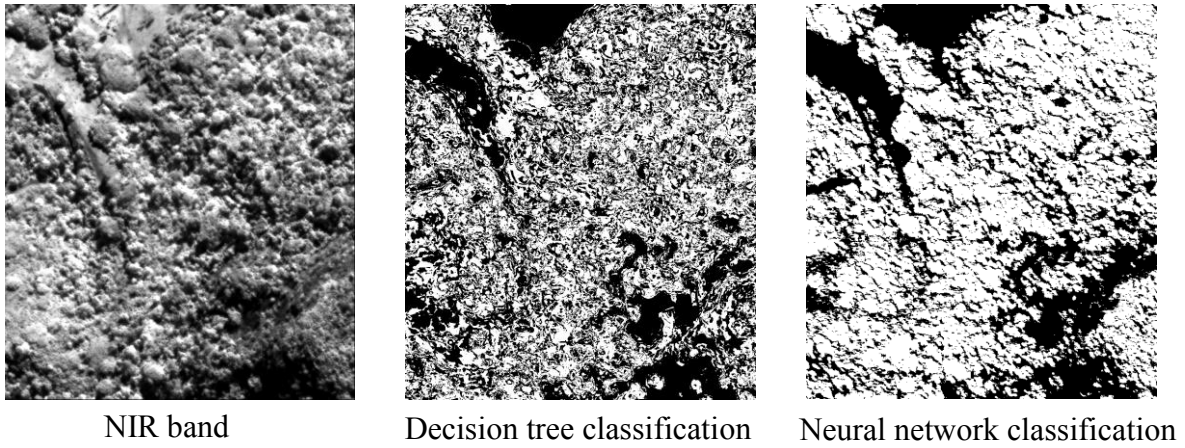 NIR band
Decision tree classification
Neural network classification